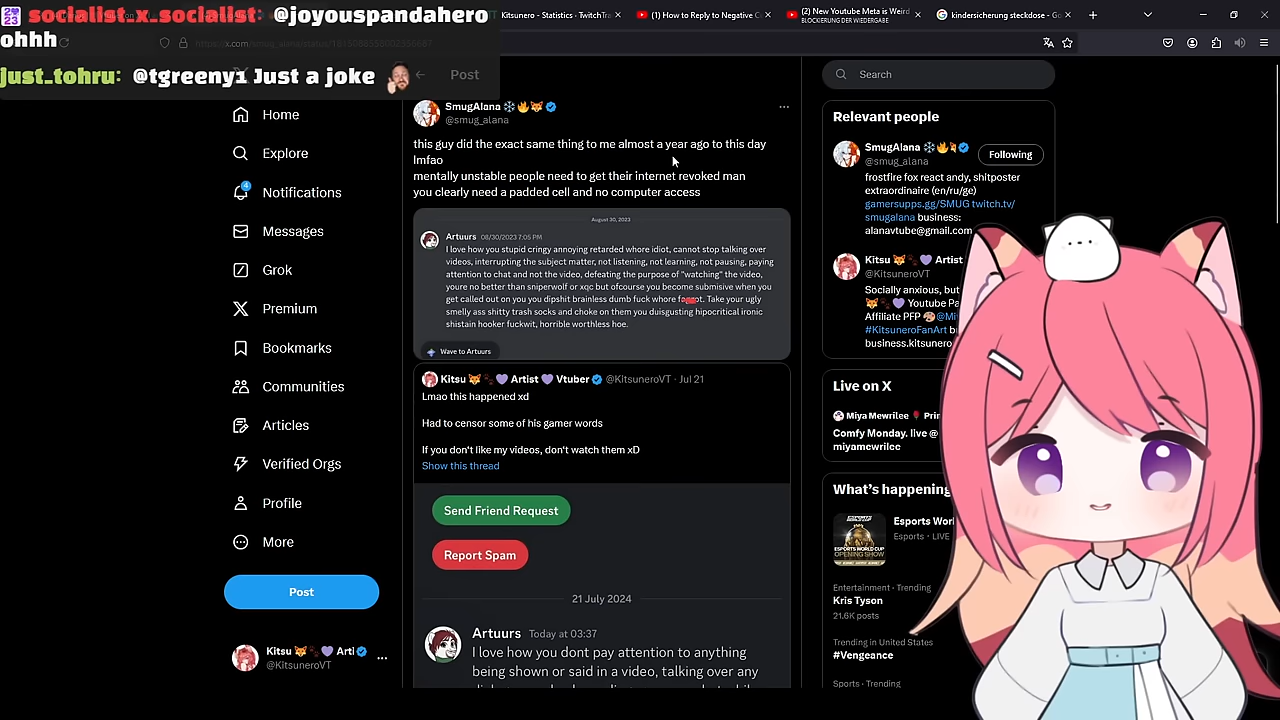 socialist_x_socialist: @joyouspandahero
ohhh
just_tohru: @tgreeny1 Just a joke
Kitsunero - Statistics - TwitchTra
(1) How to Reply to Negative C
(2) New Youtube Meta is Weird
BLOCKIERUNG DER WIEDERGABE
kindersicherung steckdose - Go
Post
Search
Home
Explore
4
Notifications
Messages
Grok
Premium
Bookmarks
Communities
Articles
Verified Orgs
Profile
More
Post
Kitsu 🦊🐾💜 Arti
@KitsuneroVT
SmugAlana ❄️🔥🦊
@smug_alana
this guy did the exact same thing to me almost a year ago to this day
lmfao
mentally unstable people need to get their internet revoked man
you clearly need a padded cell and no computer access
August 30, 2023
Artuurs 08/30/2023 7:05 PM
I love how you stupid cringy annoying retarded whore idiot, cannot stop talking over
videos, interrupting the subject matter, not listening, not learning, not pausing, paying
attention to chat and not the video, defeating the purpose of "watching" the video,
youre no better than sniperwolf or xqc but ofcourse you become submisive when you
get called out on you you dipshit brainless dumb fuck whore fa t. Take your ugly
smelly ass shitty trash socks and choke on them you duisgusting hipocritical ironic
shistain hooker fuckwit, horrible worthless hoe.
Wave to Artuurs
Kitsu 🦊🐾💜 Artist 💜 Vtuber @KitsuneroVT · Jul 21
Lmao this happened xd
Had to censor some of his gamer words
If you don't like my videos, don't watch them xD
Show this thread
Send Friend Request
Report Spam
21 July 2024
Artuurs Today at 03:37
I love how you dont pay attention to anything
being shown or said in a video, talking over any
Relevant people
SmugAlana ❄️🔥🦊
@smug_alana
Following
frostfire fox react andy, shitposter
extraordinaire (en/ru/ge)
gamersupps.gg/SMUG twitch.tv/
smugalana business:
alanavtube@gmail.com
Kitsu 🦊🐾💜 Artist
@KitsuneroVT
Socially anxious, but
🦊🐾💜 Youtube Pa
Affiliate PFP 🎨@Mi
#KitsuneroFanArt bu
business.kitsunero
Live on X
Miya Mewrilee 🌹 Prin
Comfy Monday. live @
miyamewrilee
What's happening
Esports Worl
Esports · LIVE
Entertainment · Trending
Kris Tyson
21.6K posts
Trending in United States
#Vengeance
Sports · Trending